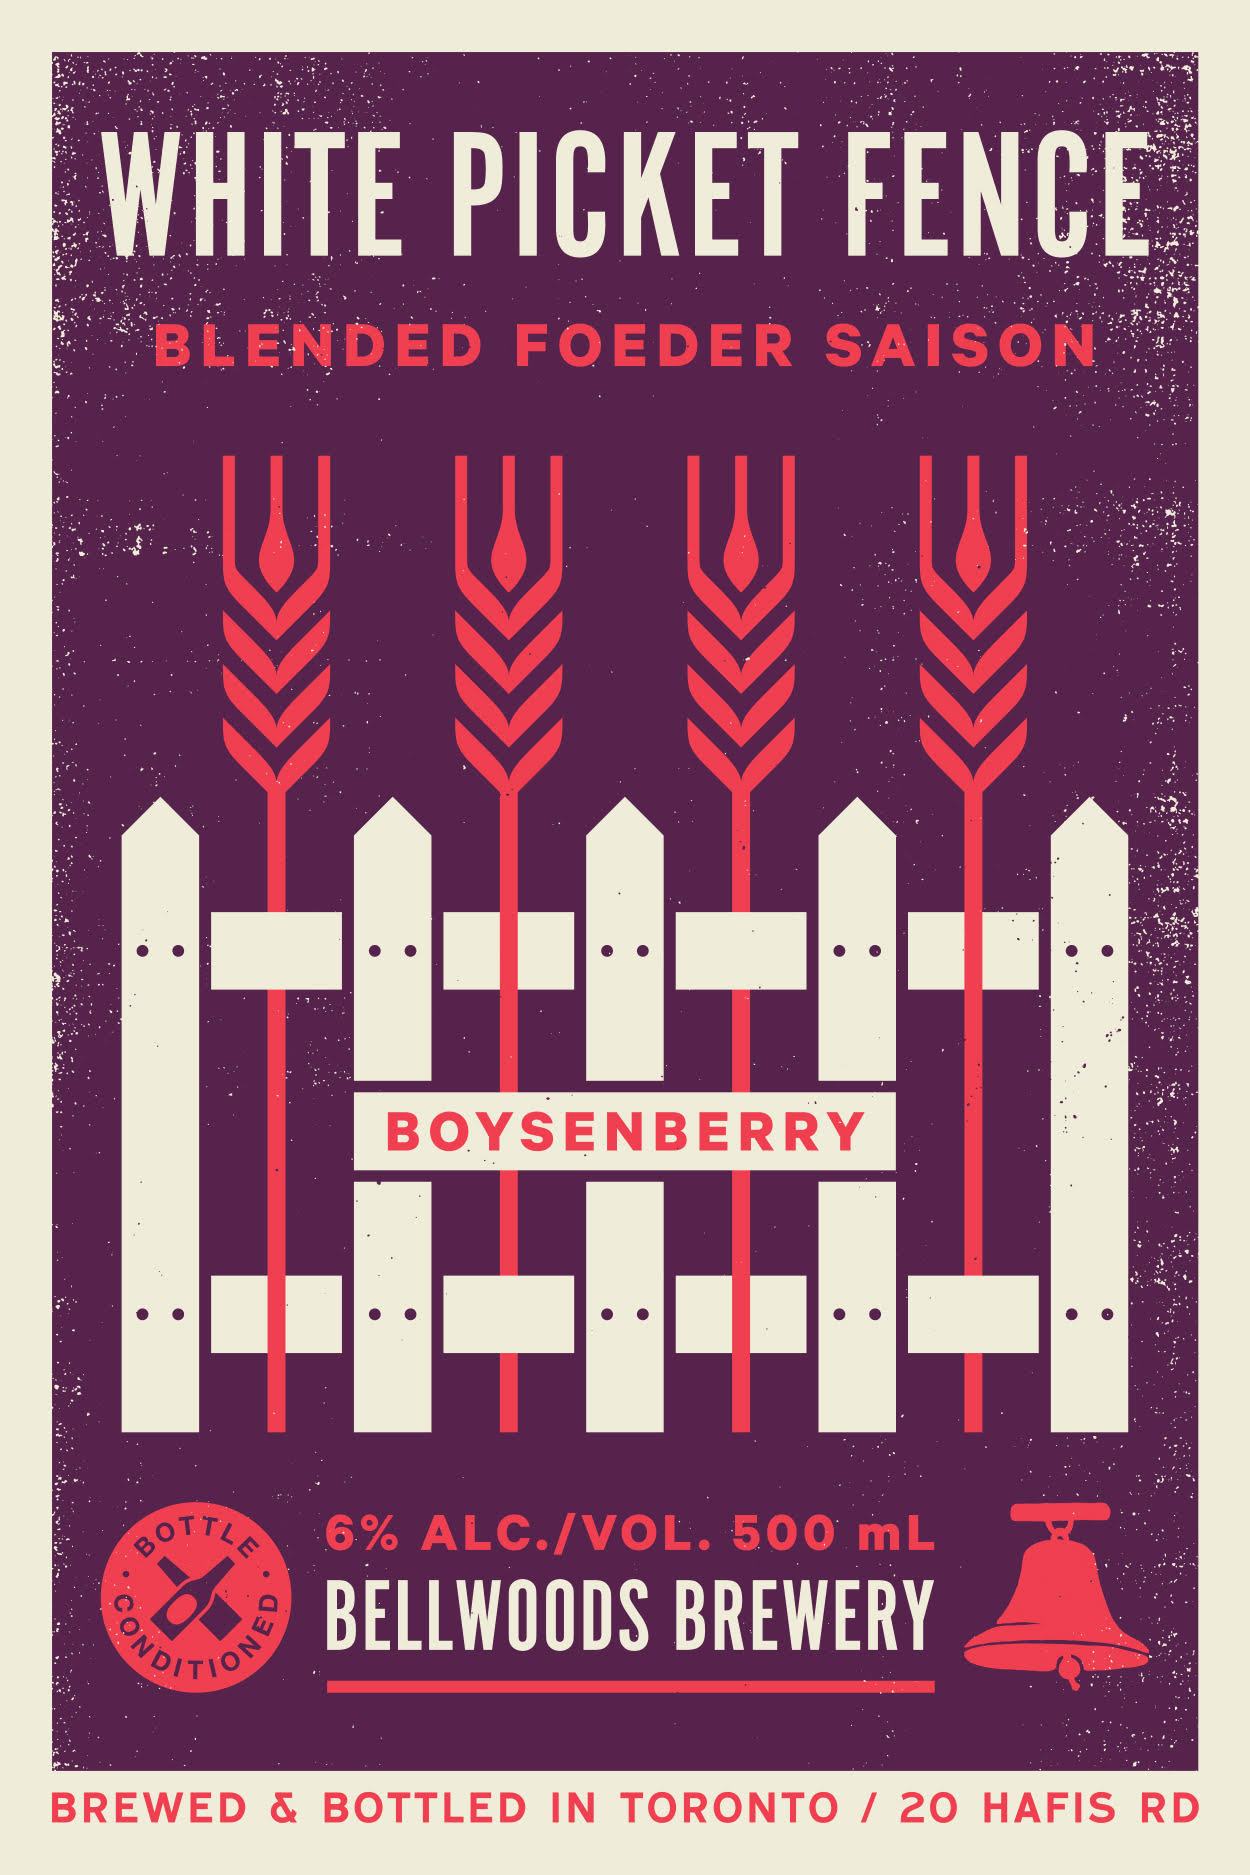 WHITE PICKET FENCE
BLENDED FOEDER SAISON
BOYSENBERRY
BOTTLE
CONDITIONED
6% ALC./VOL. 500 mL
BELLWOODS BREWERY
BREWED & BOTTLED IN TORONTO / 20 HAFIS RD